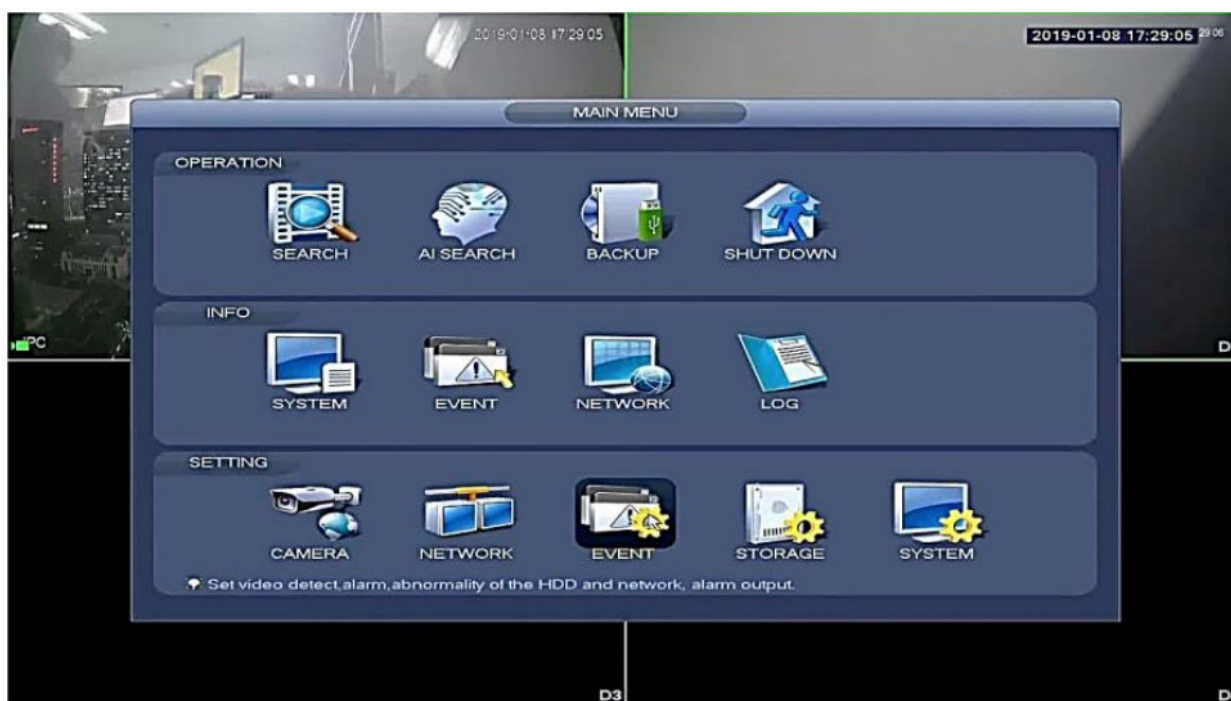 2019-01-08 17:29:05
2019-01-08 17:29:05
MAIN MENU
OPERATION
SEARCH AI SEARCH BACKUP SHUT DOWN
INFO
SYSTEM EVENT NETWORK LOG
SETTING
CAMERA NETWORK EVENT STORAGE SYSTEM
Set video detect,alarm,abnormality of the HDD and network, alarm output.
IPC
D
D3
D